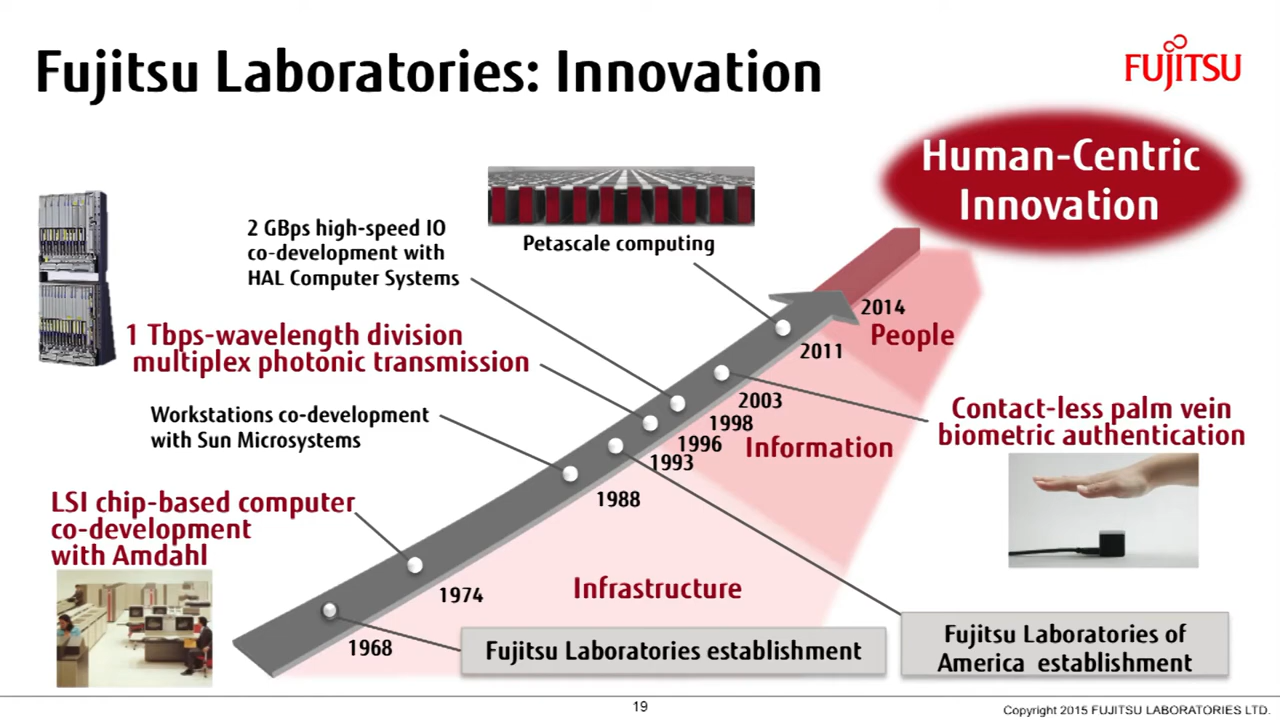 Fujitsu Laboratories: Innovation
FUJITSU
Human-Centric
Innovation
2 GBps high-speed IO
co-development with
HAL Computer Systems
Petascale computing
1 Tbps-wavelength division
multiplex photonic transmission
Workstations co-development
with Sun Microsystems
LSI chip-based computer
co-development
with Amdahl
2014
People
2011
2003
1998
1996
1993
1988
1974
1968
Information
Infrastructure
Contact-less palm vein
biometric authentication
Fujitsu Laboratories establishment
Fujitsu Laboratories of
America establishment
19
Copyright 2015 FUJITSU LABORATORIES LTD.